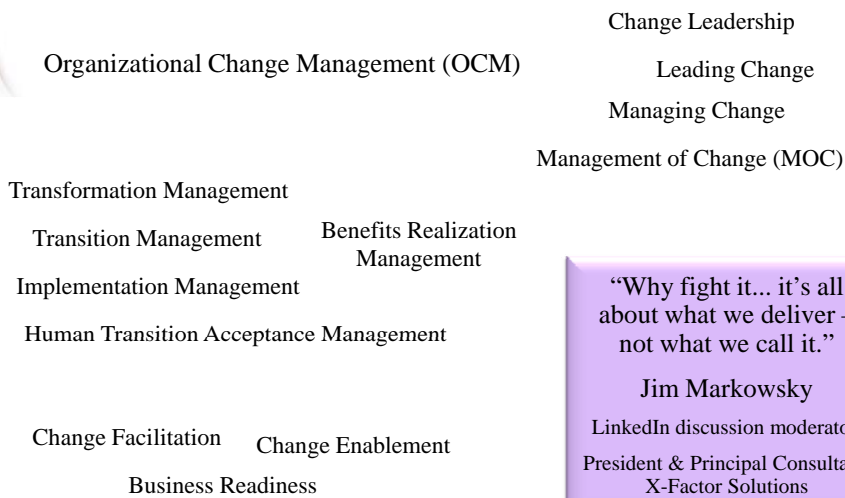 Change Leadership
Organizational Change Management (OCM)
Leading Change
Managing Change
Management of Change (MOC)
Transformation Management
Transition Management
Benefits Realization
Management
Implementation Management
Human Transition Acceptance Management
“Why fight it... it’s all
about what we deliver -
not what we call it.”
Jim Markowsky
LinkedIn discussion
President & Principal
X-Factor Solutions
Change Facilitation
Change Enablement
Business Readiness